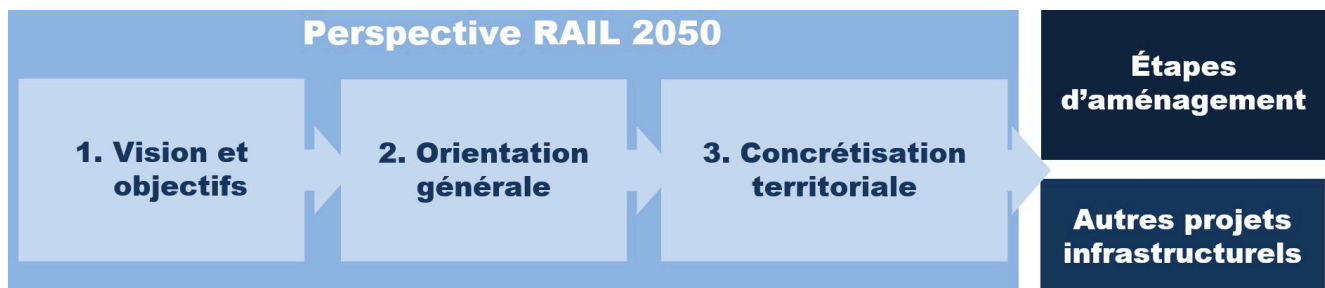 Perspective RAIL 2050
1. Vision et
objectifs
2. Orientation
générale
3. Concrétisation
territoriale
Étapes
d’aménagement
Autres projets
infrastructurels